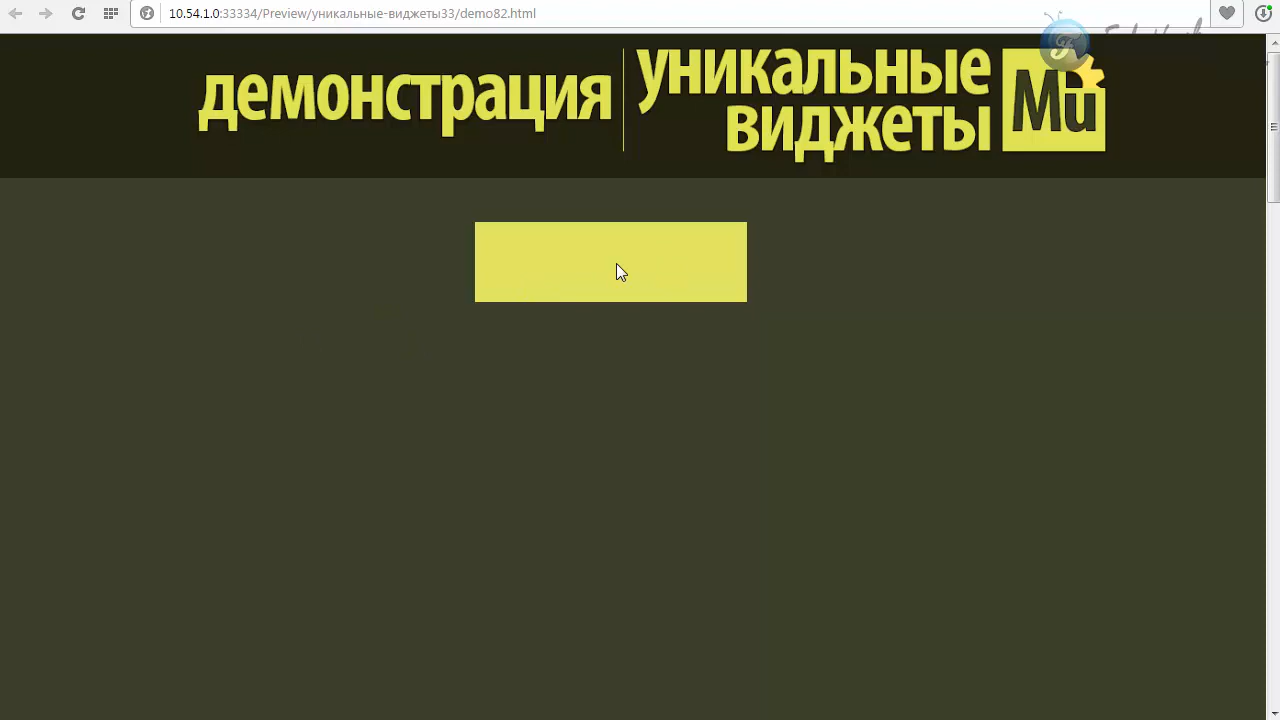 10.54.1.0:33334/Preview/уникальные-виджеты33/demo82.html
демонстрация
уникальные
виджеты
Mu